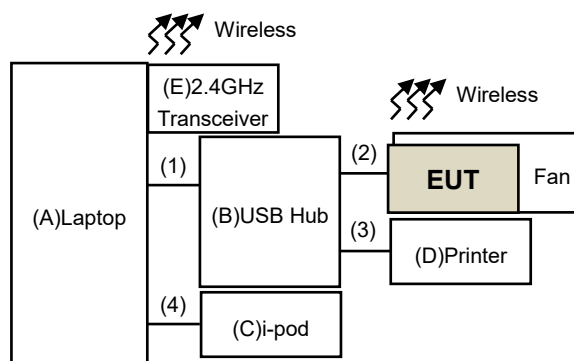 Wireless
(E)2.4GHz
Transceiver
Wireless
(1)
(2)
EUT
Fan
(A)Laptop
(B)USB Hub
(3)
(D)Printer
(4)
(C)i-pod